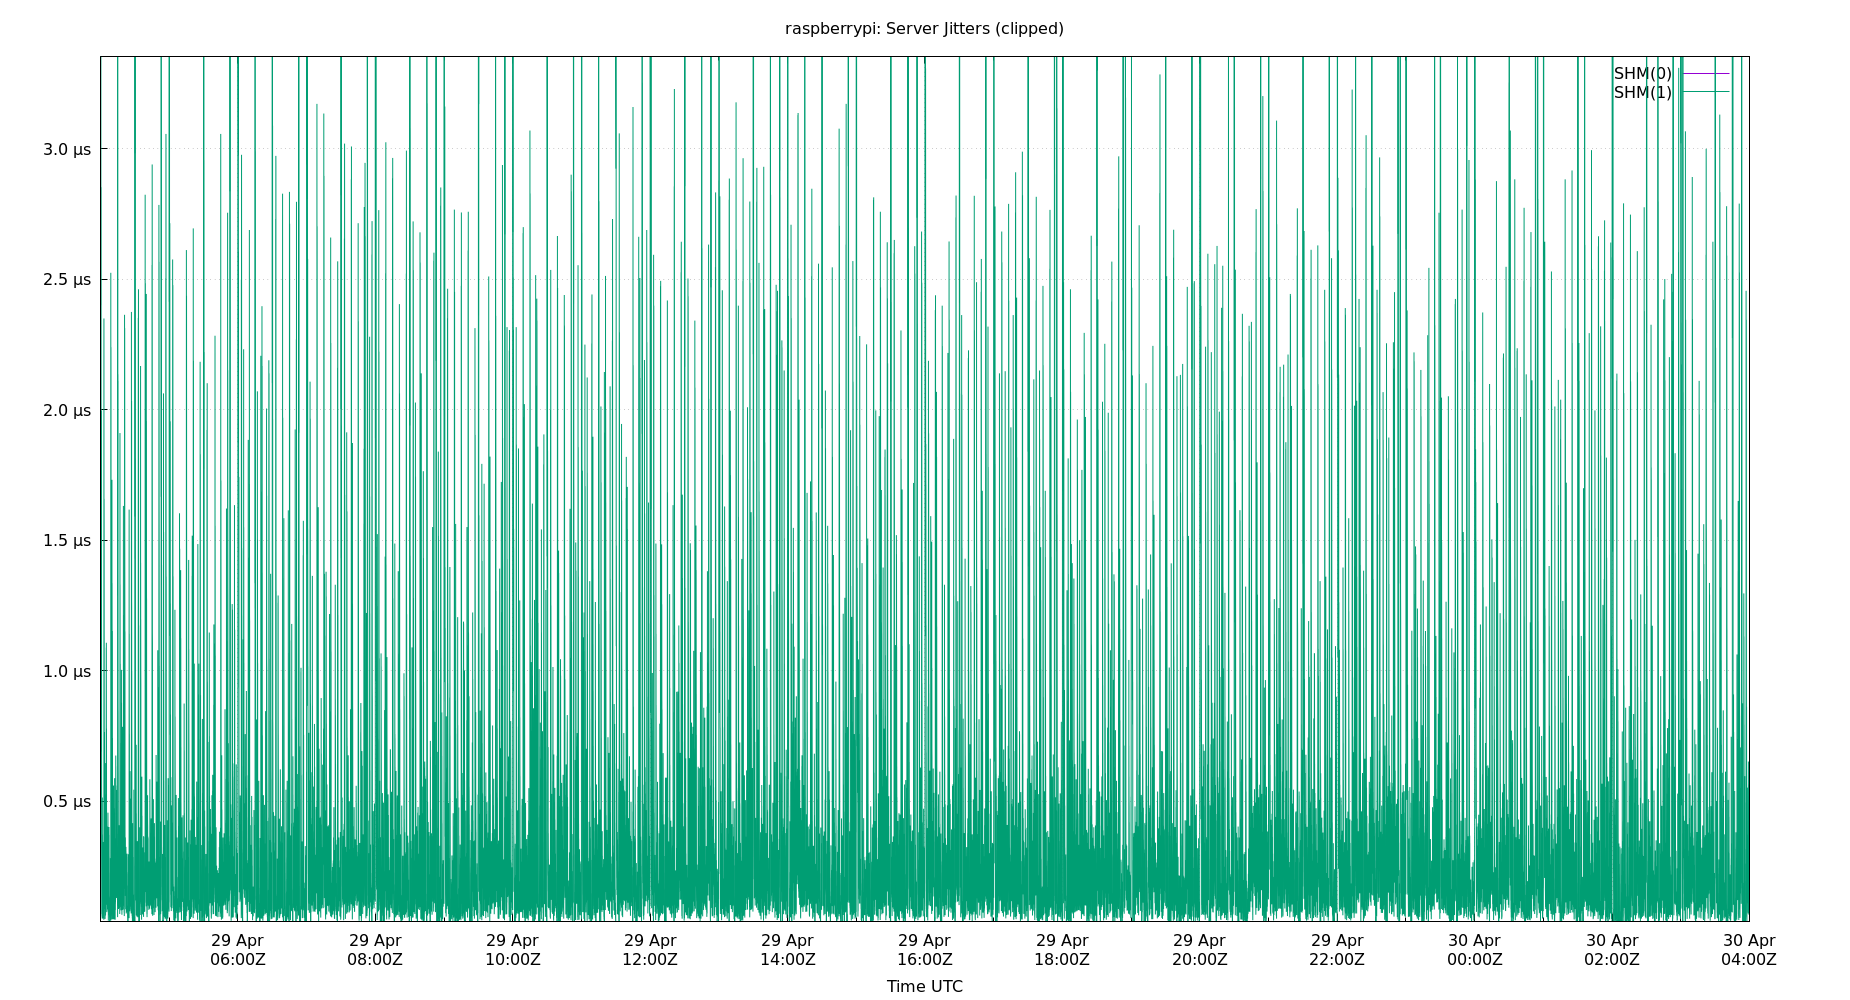 raspberrypi: Server Jitters (clipped)
SHM(0)
SHM(1)
3.0 µs
2.5 µs
2.0 µs
1.5 µs
1.0 µs
0.5 µs
29 Apr 29 Apr 29 Apr 29 Apr 29 Apr 29 Apr 29 Apr 29 Apr 29 Apr 30 Apr 30 Apr 30 Apr
06:00Z 08:00Z 10:00Z 12:00Z 14:00Z 16:00Z 18:00Z 20:00Z 22:00Z 00:00Z 02:00Z 04:00Z
Time UTC